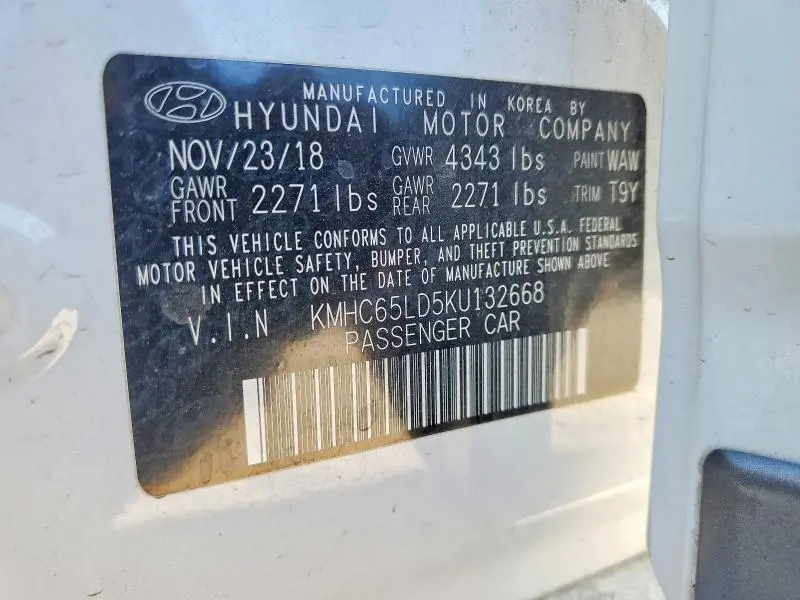 MANUFACTURED IN KOREA BY
HYUNDAI MOTOR COMPANY
NOV/23/18 GVWR 4343 lbs PAINT WAW
GAWR FRONT 2271 lbs GAWR REAR 2271 lbs TRIM T9Y
THIS VEHICLE CONFORMS TO ALL APPLICABLE U.S.A. FEDERAL
MOTOR VEHICLE SAFETY, BUMPER, AND THEFT PREVENTION STANDARDS
IN EFFECT ON THE DATE OF MANUFACTURE SHOWN ABOVE
V.I.N KMHC65LD5KU132668
PASSENGER CAR